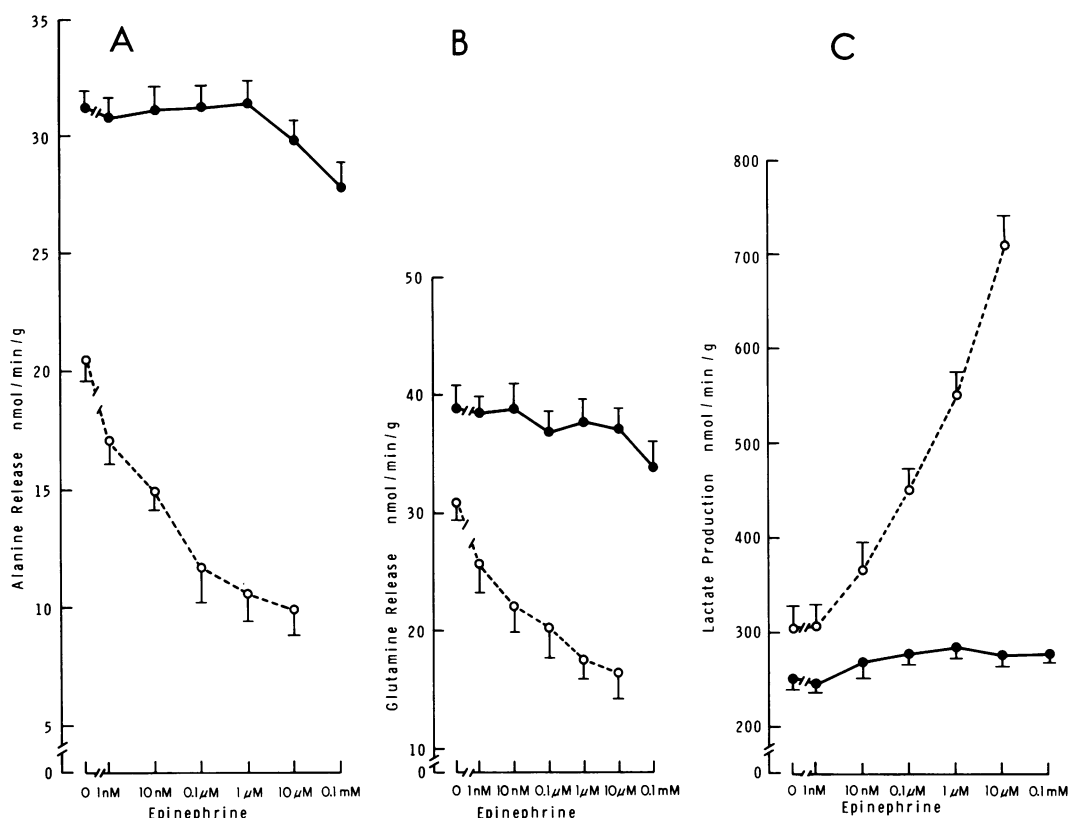 A
35
30
25
20
15
10
5
0
Alanine Release nmol/min/g
0 1nM 10nM 0.1µM 1µM 10µM 0.1mM
Epinephrine
B
50
40
30
20
10
0
Glutamine Release nmol/min/g
0 1nM 10nM 0.1µM 1µM 10µM 0.1mM
Epinephrine
C
800
700
600
500
400
300
200
0
Lactate Production nmol/min/g
0 1nM 10nM 0.1µM 1µM 10µM 0.1mM
Epinephrine